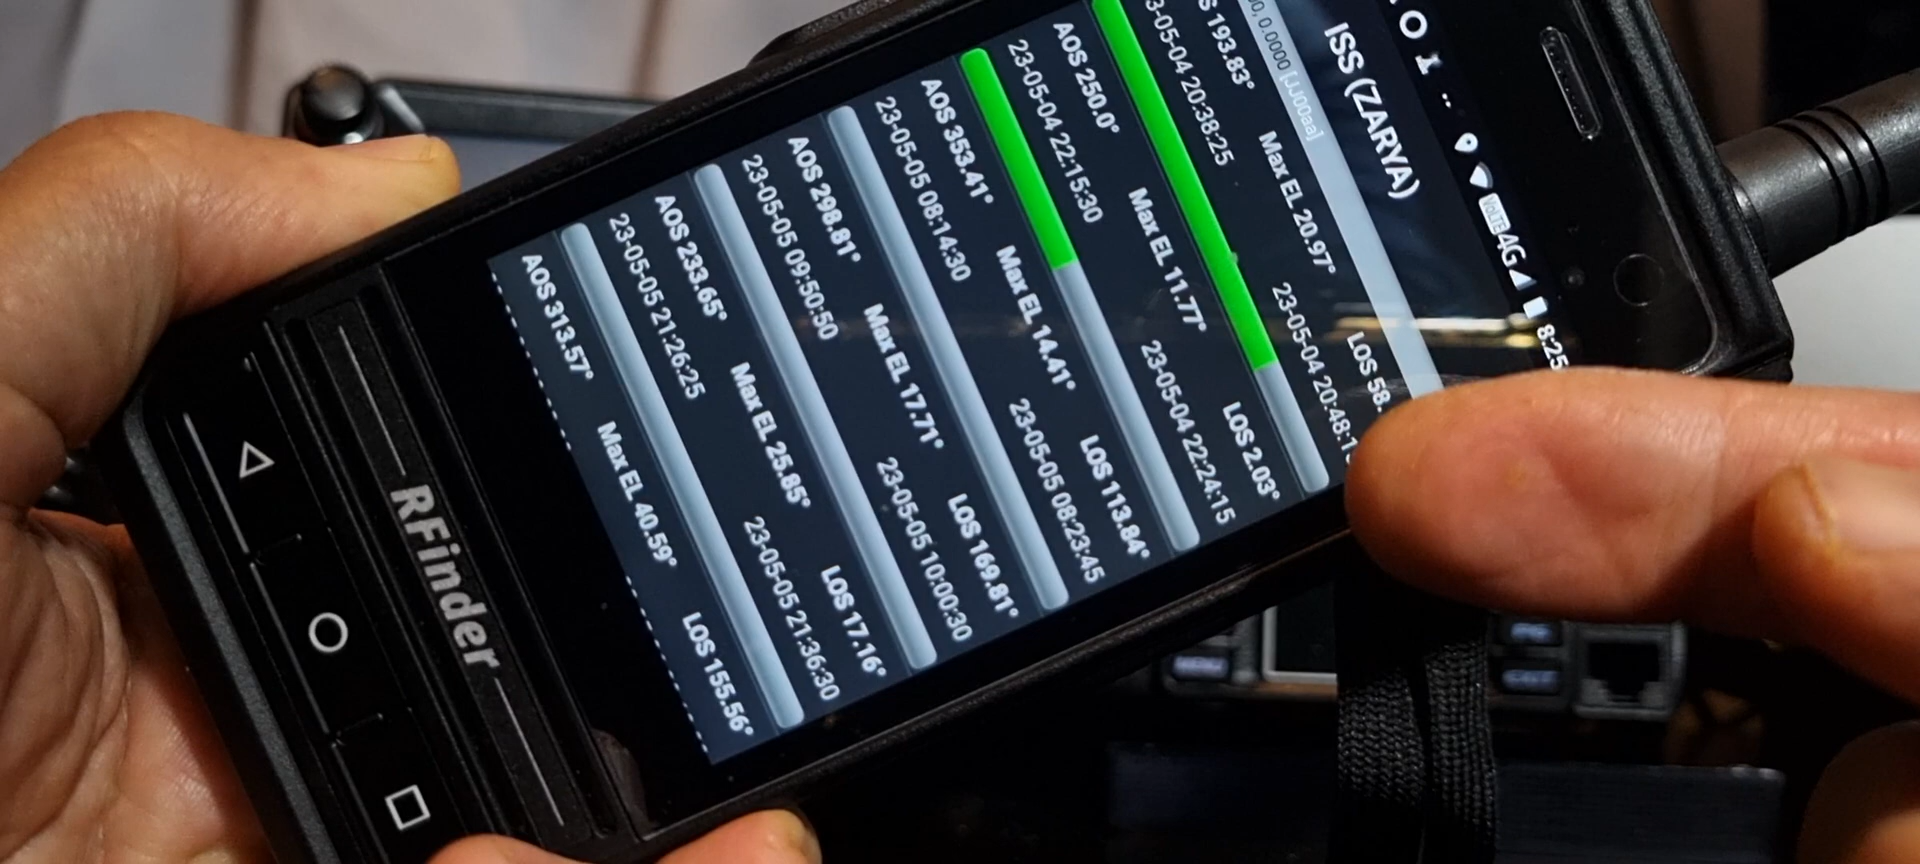 VoLTE 4G 8:25
ISS (ZARYA)
00, 0.0000 [JJ00aa]
S 193.83° Max EL 20.97° LOS 58.
3-05-04 20:38:25 23-05-04 20:48:1
AOS 250.0° Max EL 11.77° LOS 2.03°
23-05-04 22:15:30 23-05-04 22:24:15
AOS 353.41° Max EL 14.41° LOS 113.84°
23-05-05 08:14:30 23-05-05 08:23:45
AOS 298.81° Max EL 17.71° LOS 169.81°
23-05-05 09:50:50 23-05-05 10:00:30
AOS 233.65° Max EL 25.85° LOS 17.16°
23-05-05 21:26:25 23-05-05 21:36:30
AOS 313.57° Max EL 40.59° LOS 155.56°
RFinder